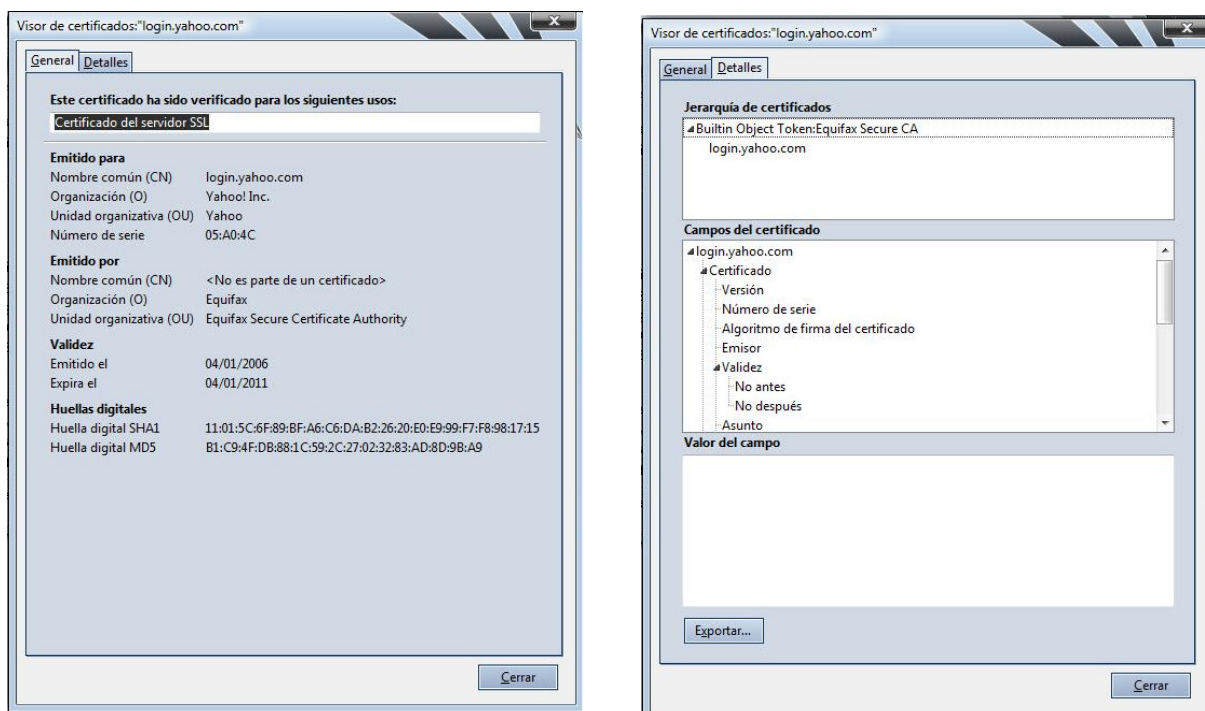 Visor de certificados:"login.yahoo.com"
General Detalles
Este certificado ha sido verificado para los siguientes usos:
Certificado del servidor SSL
Emitido para
Nombre común (CN) login.yahoo.com
Organización (O) Yahoo! Inc.
Unidad organizativa (OU) Yahoo
Número de serie 05:A0:4C
Emitido por
Nombre común (CN) <No es parte de un certificado>
Organización (O) Equifax
Unidad organizativa (OU) Equifax Secure Certificate Authority
Validez
Emitido el 04/01/2006
Expira el 04/01/2011
Huellas digitales
Huella digital SHA1 11:01:5C:6F:89:BF:A6:C6:DA:B2:26:20:E0:E9:99:F7:F8:98:17:15
Huella digital MD5 B1:C9:4F:DB:88:1C:59:2C:27:02:32:83:AD:8D:9B:A9
Cerrar
Visor de certificados:"login.yahoo.com"
General Detalles
Jerarquía de certificados
Builtin Object Token:Equifax Secure CA
login.yahoo.com
Campos del certificado
login.yahoo.com
Certificado
Versión
Número de serie
Algoritmo de firma del certificado
Emisor
Validez
No antes
No después
Asunto
Valor del campo
Exportar...
Cerrar